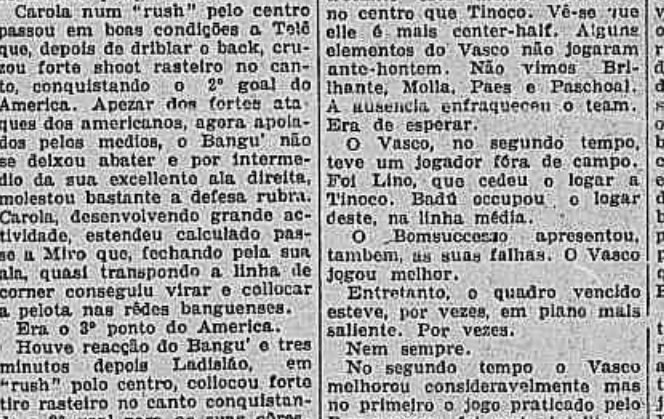 Carola num "rush" pelo centro
passou em boas condições a Telê
que, depois de driblar o back, cru-
zou forte shoot rasteiro no can-
to, conquistando o 2º goal do
America. Apezar dos fortes ata-
ques dos americanos, agora apoia-
dos pelos medios, o Bangu' não
se deixou abater e por interme-
dio da sua excellente ala direita,
molestou bastante a defesa rubra.
Carola, desenvolvendo grande ac-
tividade, estendeu calculado pas-
se a Miro que, fechando pela sua
ala, quasi transpondo a linha de
corner conseguiu virar e collocar
a pelota nas rêdes banguenses.
Era o 3º ponto do America.
Houve reacção do Bangu' e tres
minutos depois Ladislão, em
"rush" pelo centro, collocou forte
tiro rasteiro no canto conquistan-
no centro que Tinoco. Vê-se que
elle é mais center-half. Alguns
elementos do Vasco não jogaram
ante-hontem. Não vimos Bri-
lhante, Molla, Paes e Paschoal.
A ausencia enfraqueceu o team.
Era de esperar.
O Vasco, no segundo tempo,
teve um jogador fóra de campo.
Foi Lino, que cedeu o logar a
Tinoco. Badú occupou o logar
deste, na linha média.
O Bomsuccesso apresentou,
tambem, as suas falhas. O Vasco
jogou melhor.
Entretanto, o quadro vencido
esteve, por vezes, em plano mais
saliente. Por vezes.
Nem sempre.
No segundo tempo o Vasco
melhorou consideravelmente mas
no primeiro o jogo praticado pelo